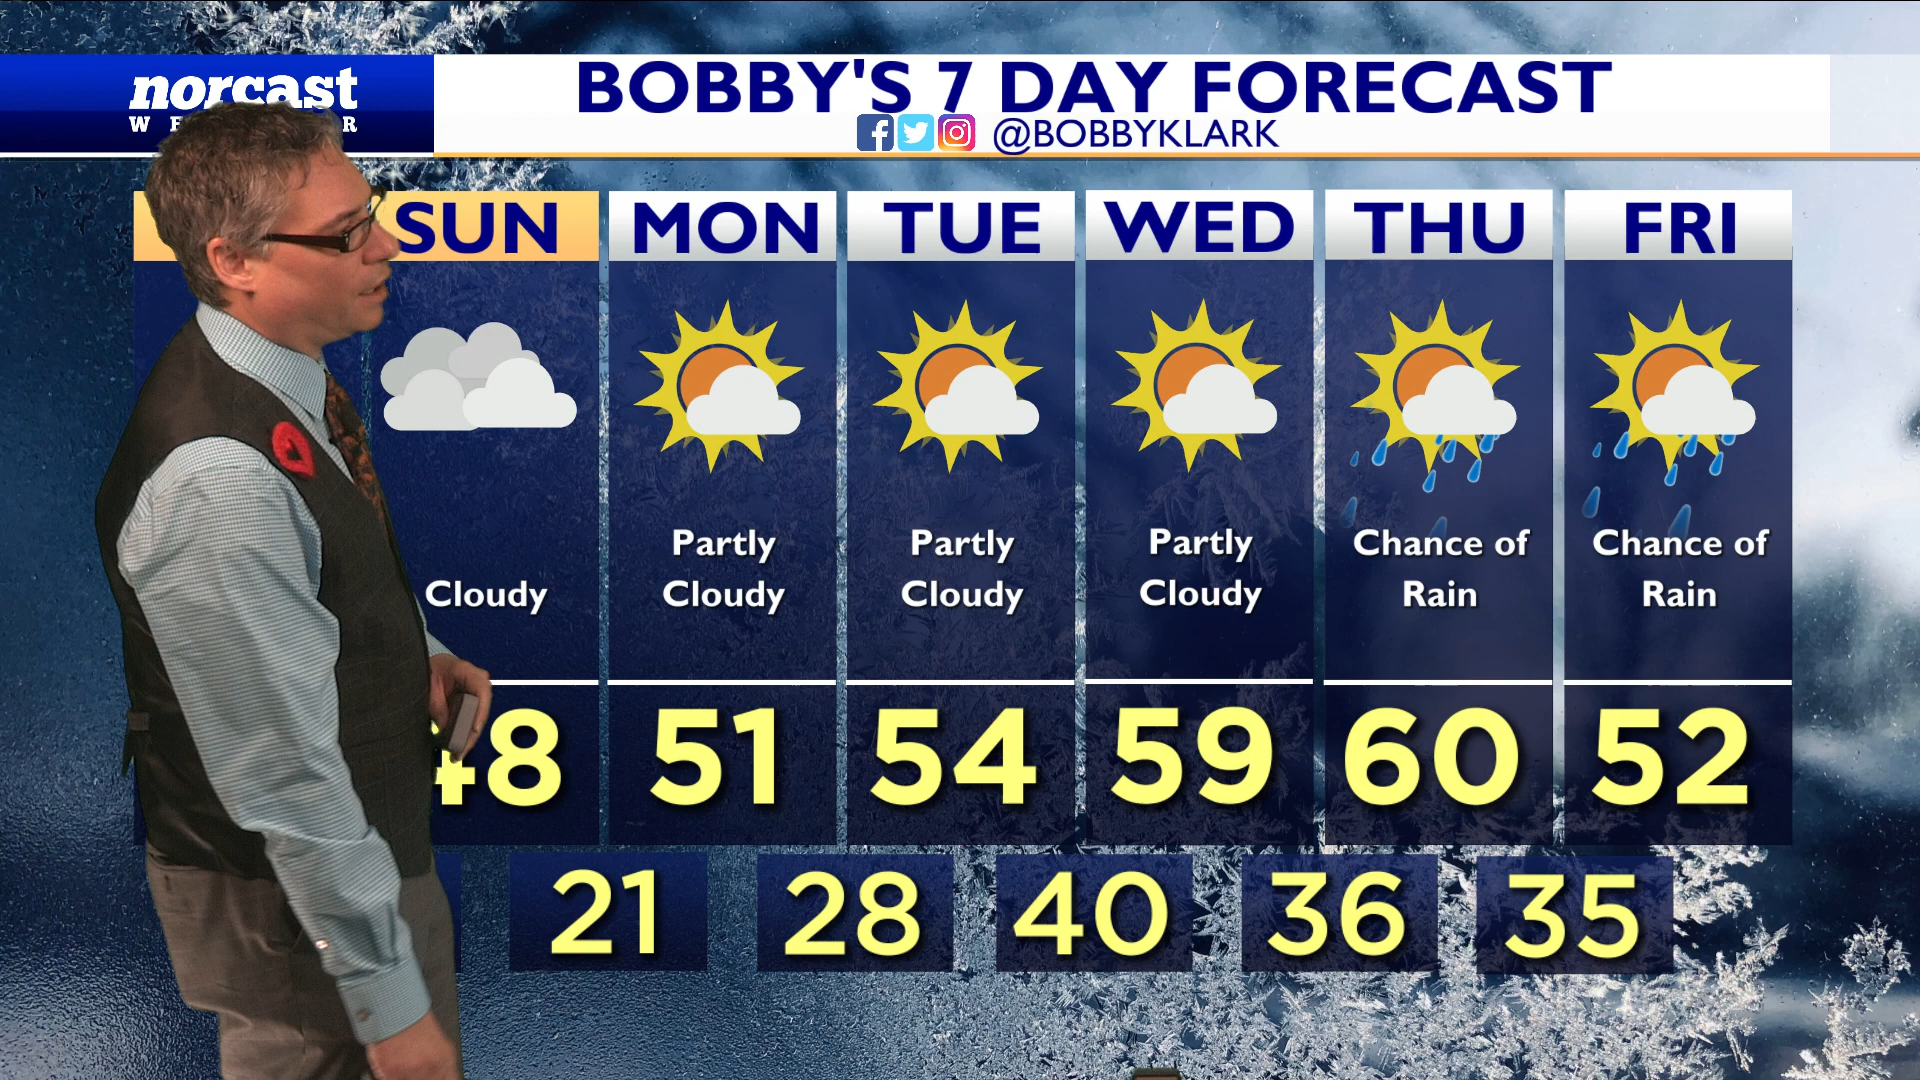 norcast
BOBBY'S 7 DAY FORECAST
@BOBBYKLARK
SUN MON TUE WED THU FRI
Partly Partly Partly Chance of Chance of
Cloudy Cloudy Cloudy Cloudy Rain Rain
48 51 54 59 60 52
21 28 40 36 35